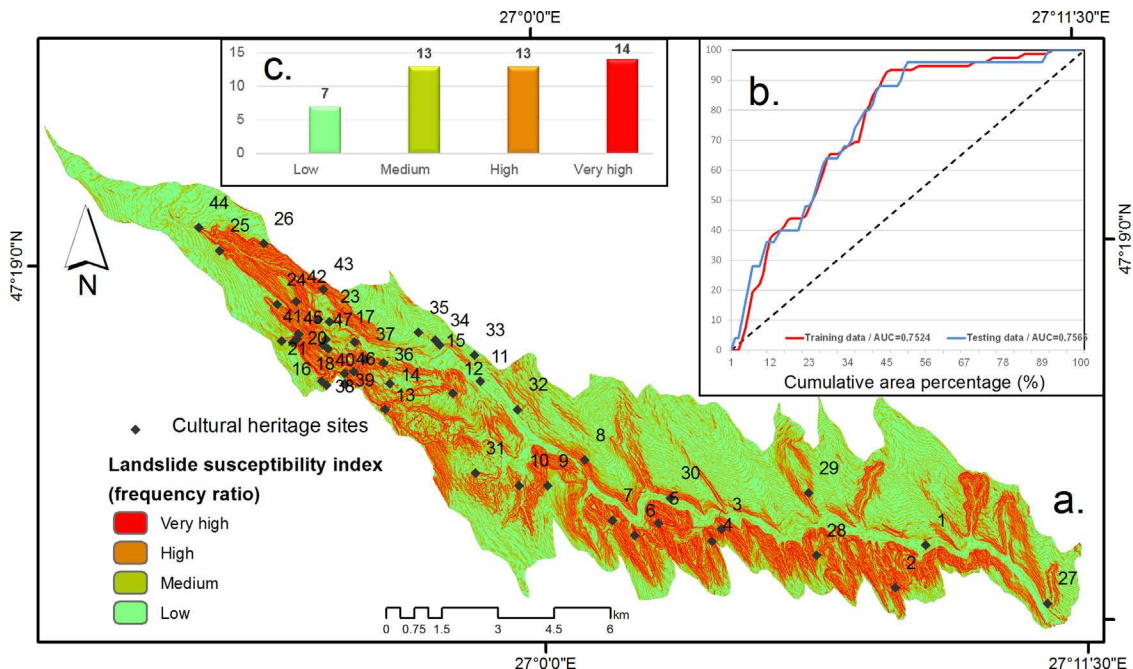 27°0'0"E
27°11'30"E
c.
15
10
5
0
7
13
13
14
Low
Medium
High
Very high
b.
100
90
80
70
60
50
40
30
20
10
0
Training data / AUC=0.7524
Testing data / AUC=0.7566
1
12
23
34
45
56
67
78
89
100
Cumulative area percentage (%)
47°19'0"N
47°19'0"N
N
44
25
26
43
42
24
23
41
47
17
37
35
34
33
15
11
20
21
16
18
40
46
36
12
14
39
38
13
32
31
10
9
8
30
29
7
5
6
3
4
28
1
2
27
a.
Cultural heritage sites
Landslide susceptibility index
(frequency ratio)
Very high
High
Medium
Low
km
0 0.75 1.5 3 4.5 6
27°0'0"E
27°11'30"E